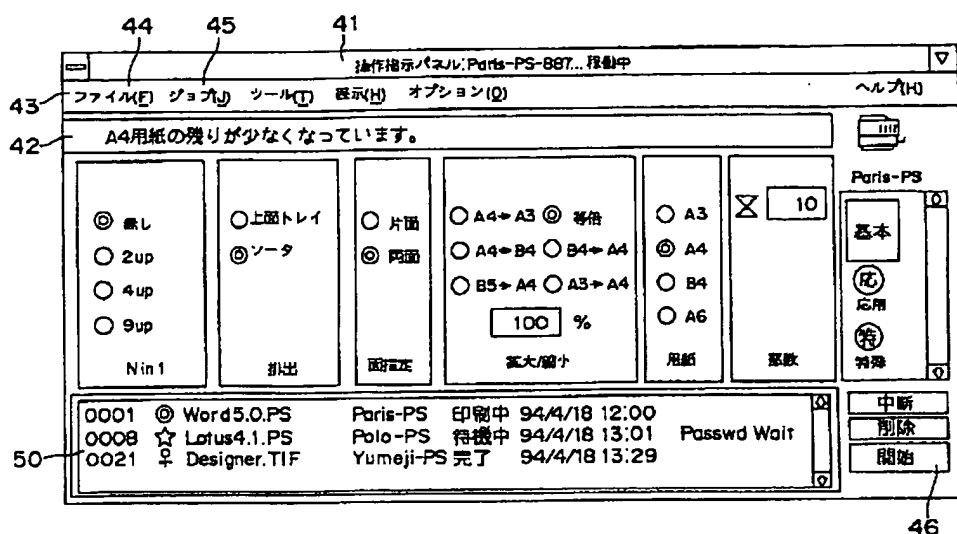 44 45 41
操作指示パネル:Paris-PS-887... 稼働中
43 ファイル(F) ジョブ(J) ツール(T) 表示(H) オプション(O) ヘルプ(H)
42 A4用紙の残りが少なくなっています。
Paris-PS
無し
2up
4up
9up
Nin1
上面トレイ
ソータ
排出
片面
両面
面指定
A4→A3 等倍
A4→B4 B4→A4
B5→A4 A3→A4
100 %
拡大/縮小
A3
A4
B4
A6
用紙
10
部数
基本
応
応用
特
特殊
50
0001 Word5.0.PS Paris-PS 印刷中 94/4/18 12:00
0008 Lotus4.1.PS Polo-PS 待機中 94/4/18 13:01 Passwd Wait
0021 Designer.TIF Yumeji-PS 完了 94/4/18 13:29
中断
削除
開始
46